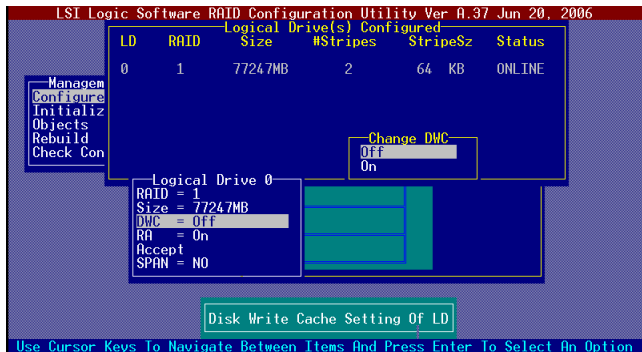 LSI Logic Software RAID Configuration Utility Ver A.37 Jun 20, 2006
Logical Drive(s) Configured
LD RAID Size #Stripes StripeSz Status
0 1 77247MB 2 64 KB ONLINE
Managem
Configure
Initializ
Objects
Rebuild
Check Con
Change DWC
Off
On
Logical Drive 0
RAID = 1
Size = 77247MB
DWC = Off
RA = On
Accept
SPAN = NO
Disk Write Cache Setting Of LD
Use Cursor Keys To Navigate Between Items And Press Enter To Select An Option